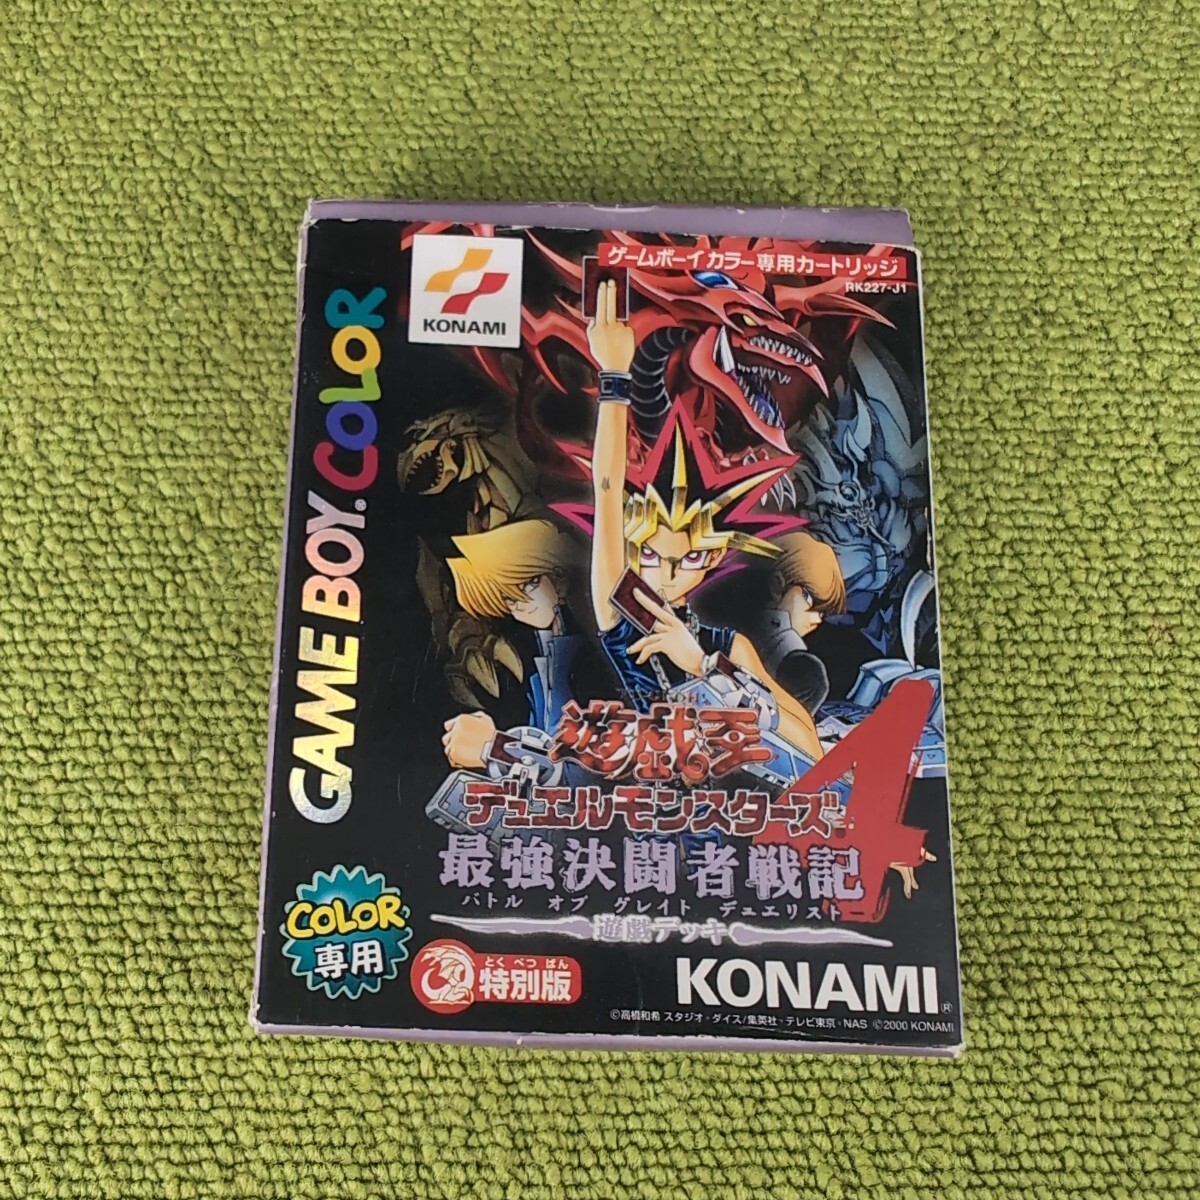 KONAMI
ゲームボーイカラー専用カートリッジ
RK227-J1
GAME BOY COLOR
遊戯王
デュエルモンスターズ4
最強決闘者戦記
バトル オブ グレイト デュエリスト
遊戯デッキ
COLOR
専用
とくべつばん
特別版
KONAMI®
©高橋和希 スタジオ・ダイス/集英社・テレビ東京・NAS ©2000 KONAMI